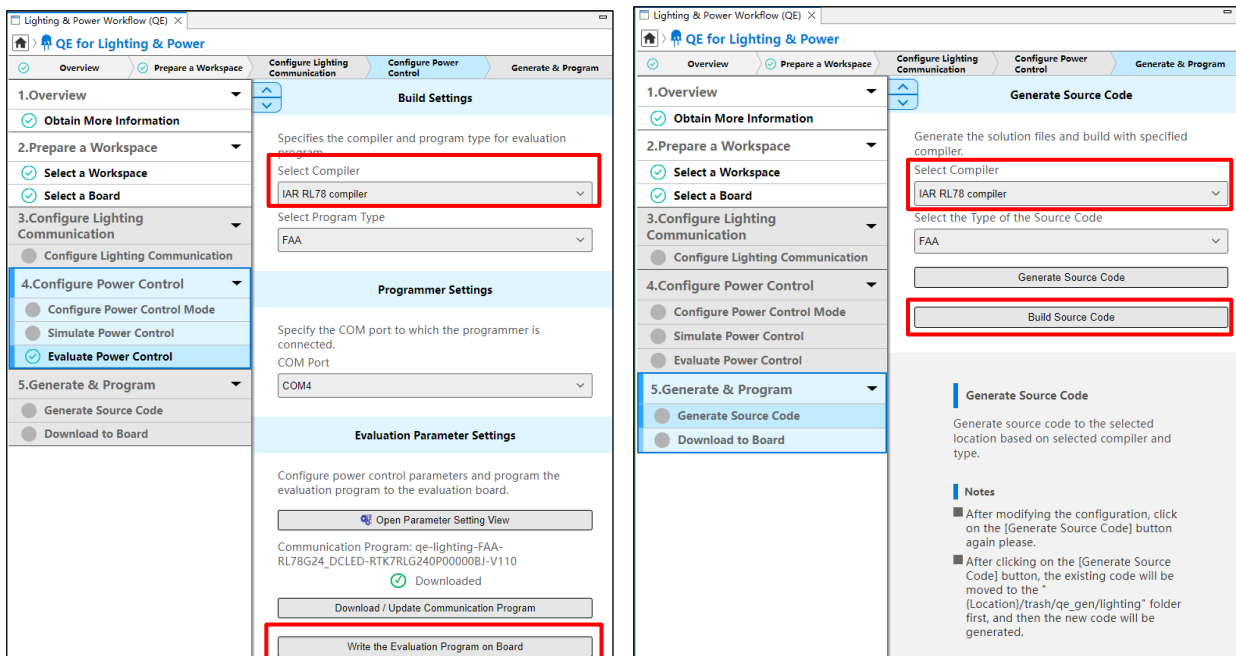 Lighting & Power Workflow (QE)
QE for Lighting & Power
Overview
Prepare a Workspace
Configure Lighting
Communication
Configure Power
Control
Generate & Program
1.Overview
Obtain More Information
2.Prepare a Workspace
Select a Workspace
Select a Board
3.Configure Lighting
Communication
Configure Lighting Communication
4.Configure Power Control
Configure Power Control Mode
Simulate Power Control
Evaluate Power Control
5.Generate & Program
Generate Source Code
Download to Board
Build Settings
Specifies the compiler and program type for evaluation
program.
Select Compiler
IAR RL78 compiler
Select Program Type
FAA
Programmer Settings
Specify the COM port to which the programmer is
connected.
COM Port
COM4
Evaluation Parameter Settings
Configure power control parameters and program the
evaluation program to the evaluation board.
Open Parameter Setting View
Communication Program: qe-lighting-FAA-
RL78G24_DCLED-RTK7RLG240P00000BJ-V110
Downloaded
Download / Update Communication Program
Write the Evaluation Program on Board
Lighting & Power Workflow (QE)
QE for Lighting & Power
Overview
Prepare a Workspace
Configure Lighting
Communication
Configure Power
Control
Generate & Program
1.Overview
Obtain More Information
2.Prepare a Workspace
Select a Workspace
Select a Board
3.Configure Lighting
Communication
Configure Lighting Communication
4.Configure Power Control
Configure Power Control Mode
Simulate Power Control
Evaluate Power Control
5.Generate & Program
Generate Source Code
Download to Board
Generate Source Code
Generate the solution files and build with specified
compiler.
Select Compiler
IAR RL78 compiler
Select the Type of the Source Code
FAA
Generate Source Code
Build Source Code
Generate Source Code
Generate source code to the selected
location based on selected compiler and
type.
Notes
After modifying the configuration, click
on the [Generate Source Code] button
again please.
After clicking on the [Generate Source
Code] button, the existing code will be
moved to the "
{Location}/trash/qe_gen/lighting" folder
first, and then the new code will be
generated.